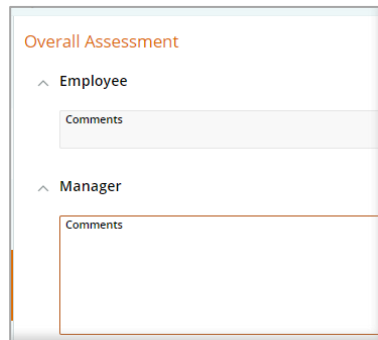 Overall Assessment
Employee
Comments
Manager
Comments